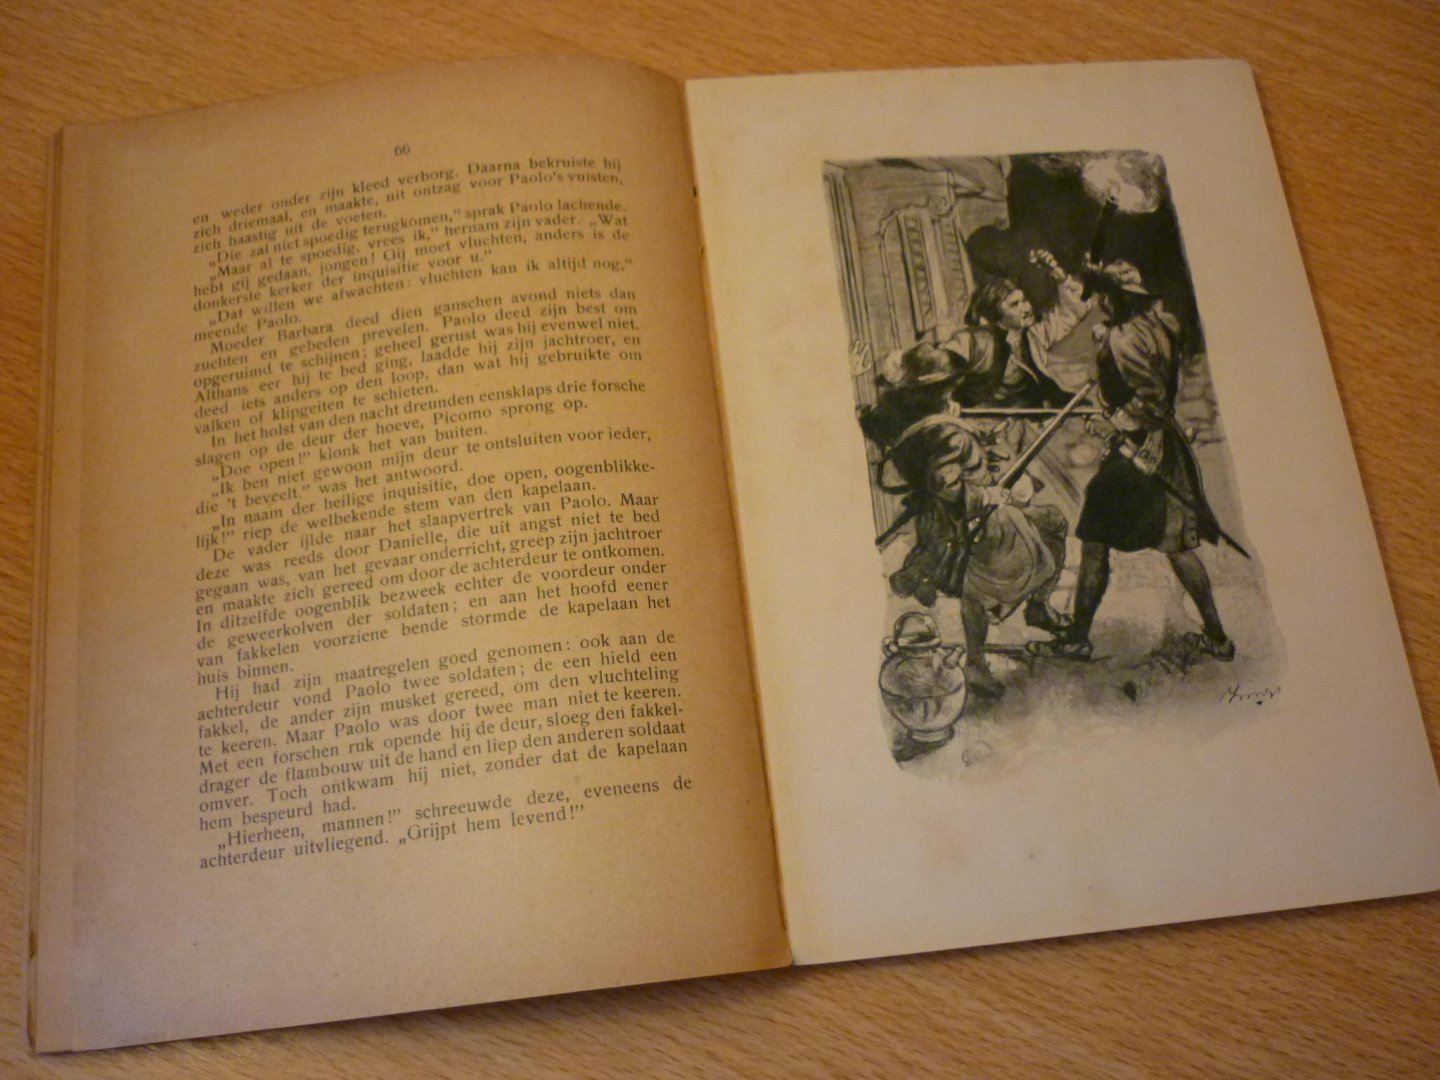 66
en weder onder zijn kleed verborg. Daarna bekruiste hij
zich driemaal, en maakte, uit ontzag voor Paolo's vuisten,
zich haastig uit de voeten.
„Die zal niet spoedig terugkomen,” sprak Paolo lachende.
„Maar al te spoedig, vrees ik,” hernam zijn vader. „Wat
hebt gij gedaan, jongen! Gij moet vluchten, anders is de
donkerste kerker der inquisitie voor u.”
„Dat willen we afwachten: vluchten kan ik altijd nog,”
meende Paolo.
Moeder Barbara deed dien ganschen avond niets dan
zuchten en gebeden prevelen. Paolo deed zijn best om
opgeruimd te schijnen; geheel gerust was hij evenwel niet.
Althans eer hij te bed ging, laadde hij zijn jachtroer, en
deed iets anders op den loop, dan wat hij gebruikte om
valken of klipgeiten te schieten.
In het holst van den nacht dreunden eensklaps drie forsche
slagen op de deur der hoeve, Picomo sprong op.
„Doe open!” klonk het van buiten.
„Ik ben niet gewoon mijn deur te ontsluiten voor ieder,
die 't beveelt.” was het antwoord.
„In naam der heilige inquisitie, doe open, oogenblikke-
lijk!” riep de welbekende stem van den kapelaan.
De vader ijlde naar het slaapvertrek van Paolo. Maar
deze was reeds door Danielle, die uit angst niet te bed
gegaan was, van het gevaar onderricht, greep zijn jachtroer
en maakte zich gereed om door de achterdeur te ontkomen.
In ditzelfde oogenblik bezweek echter de voordeur onder
de geweerkolven der soldaten; en aan het hoofd eener
van fakkelen voorziene bende stormde de kapelaan het
huis binnen.
Hij had zijn maatregelen goed genomen: ook aan de
achterdeur vond Paolo twee soldaten; de een hield een
fakkel, de ander zijn musket gereed, om den vluchteling
te keeren. Maar Paolo was door twee man niet te keeren.
Met een forschen ruk opende hij de deur, sloeg den fakkel-
drager de flambouw uit de hand en liep den anderen soldaat
omver. Toch ontkwam hij niet, zonder dat de kapelaan
hem bespeurd had.
„Hierheen, mannen!” schreeuwde deze, eveneens de
achterdeur uitvliegend. „Grijpt hem levend!”